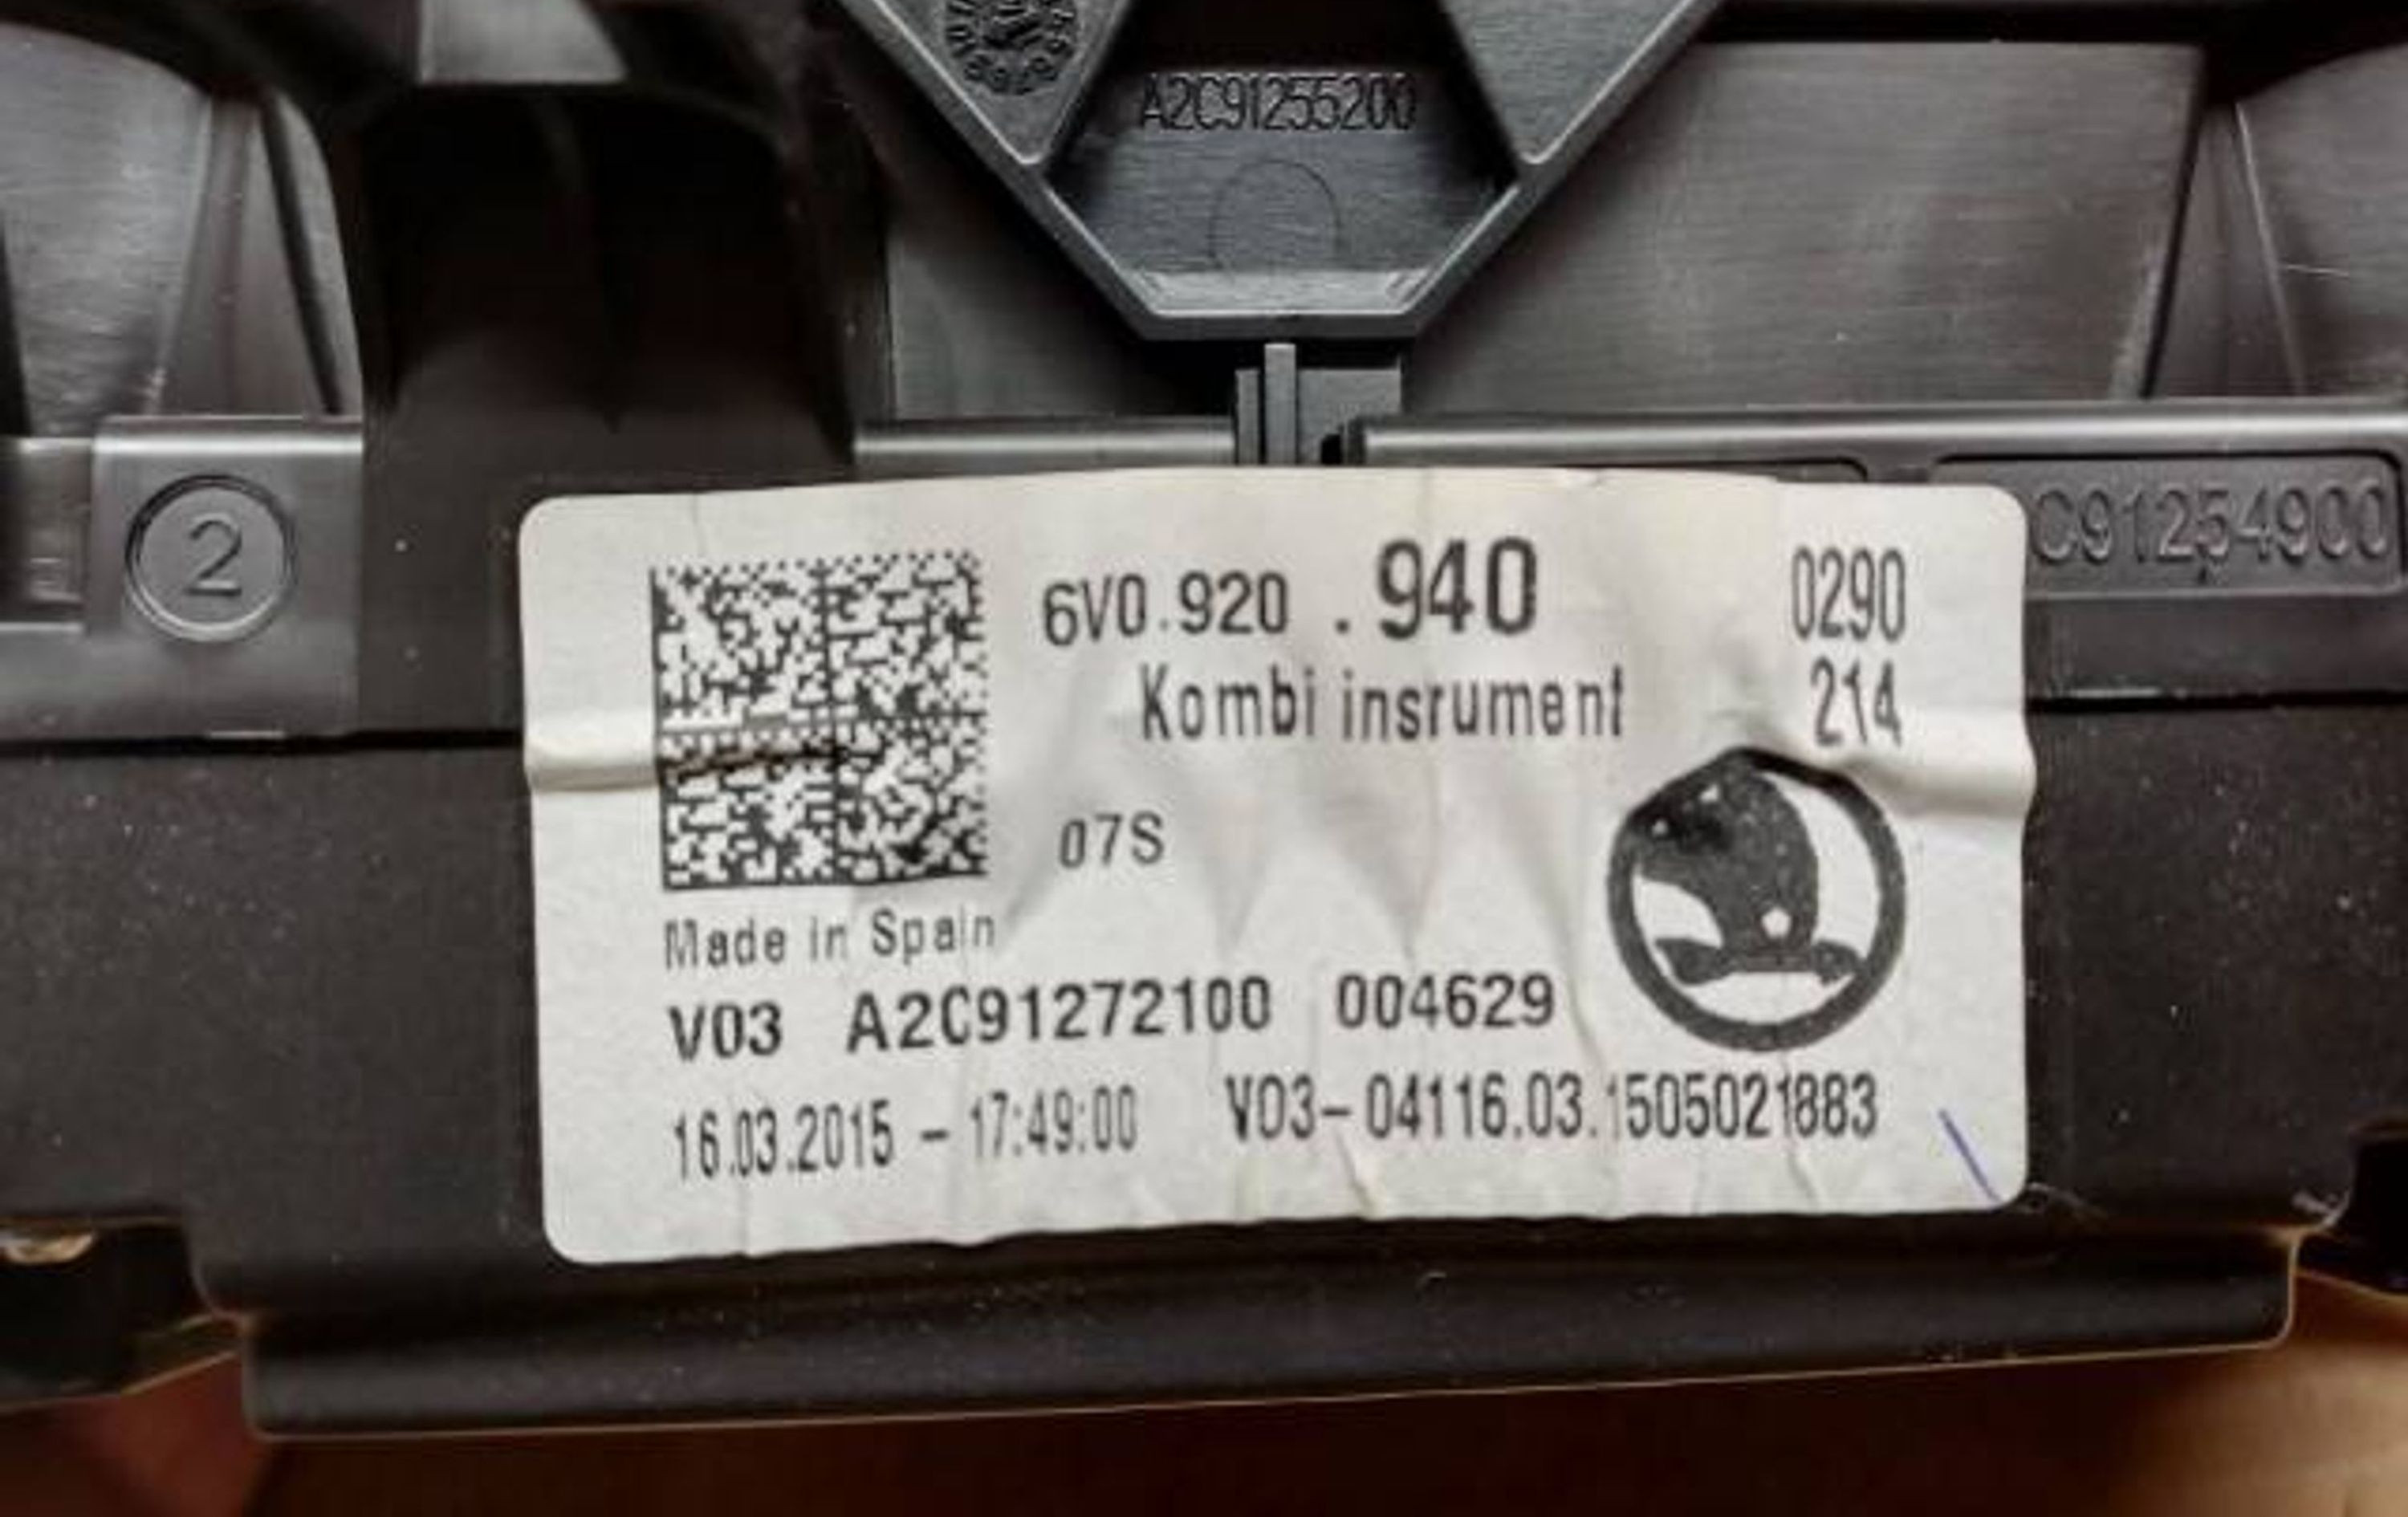 A2C91255200
2
C91254900
6V0.920 .940 0290
Kombi insrument 214
07S
Made in Spain
V03 A2C91272100 004629
16.03.2015 - 17:49:00 V03-04116.03.1505021883